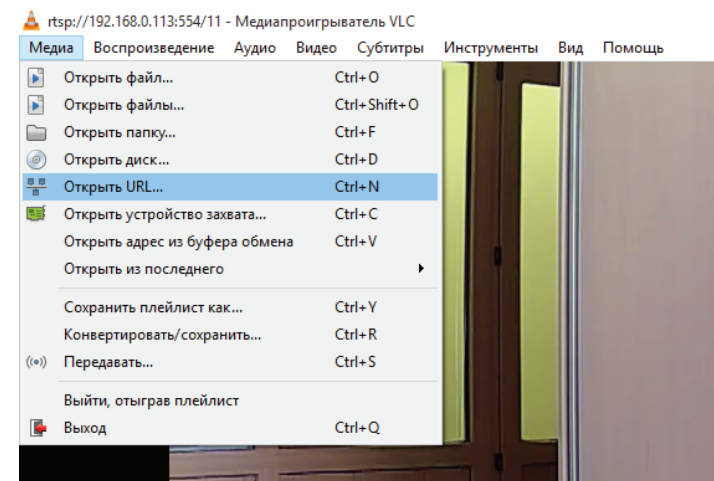 rtsp://192.168.0.113:554/11 - Медиапроигрыватель VLC
Медиа Воспроизведение Аудио Видео Субтитры Инструменты Вид Помощь
Открыть файл... Ctrl+O
Открыть файлы... Ctrl+Shift+O
Открыть папку... Ctrl+F
Открыть диск... Ctrl+D
Открыть URL... Ctrl+N
Открыть устройство захвата... Ctrl+C
Открыть адрес из буфера обмена Ctrl+V
Открыть из последнего
Сохранить плейлист как... Ctrl+Y
Конвертировать/сохранить... Ctrl+R
Передавать... Ctrl+S
Выйти, отыграв плейлист
Выход Ctrl+Q